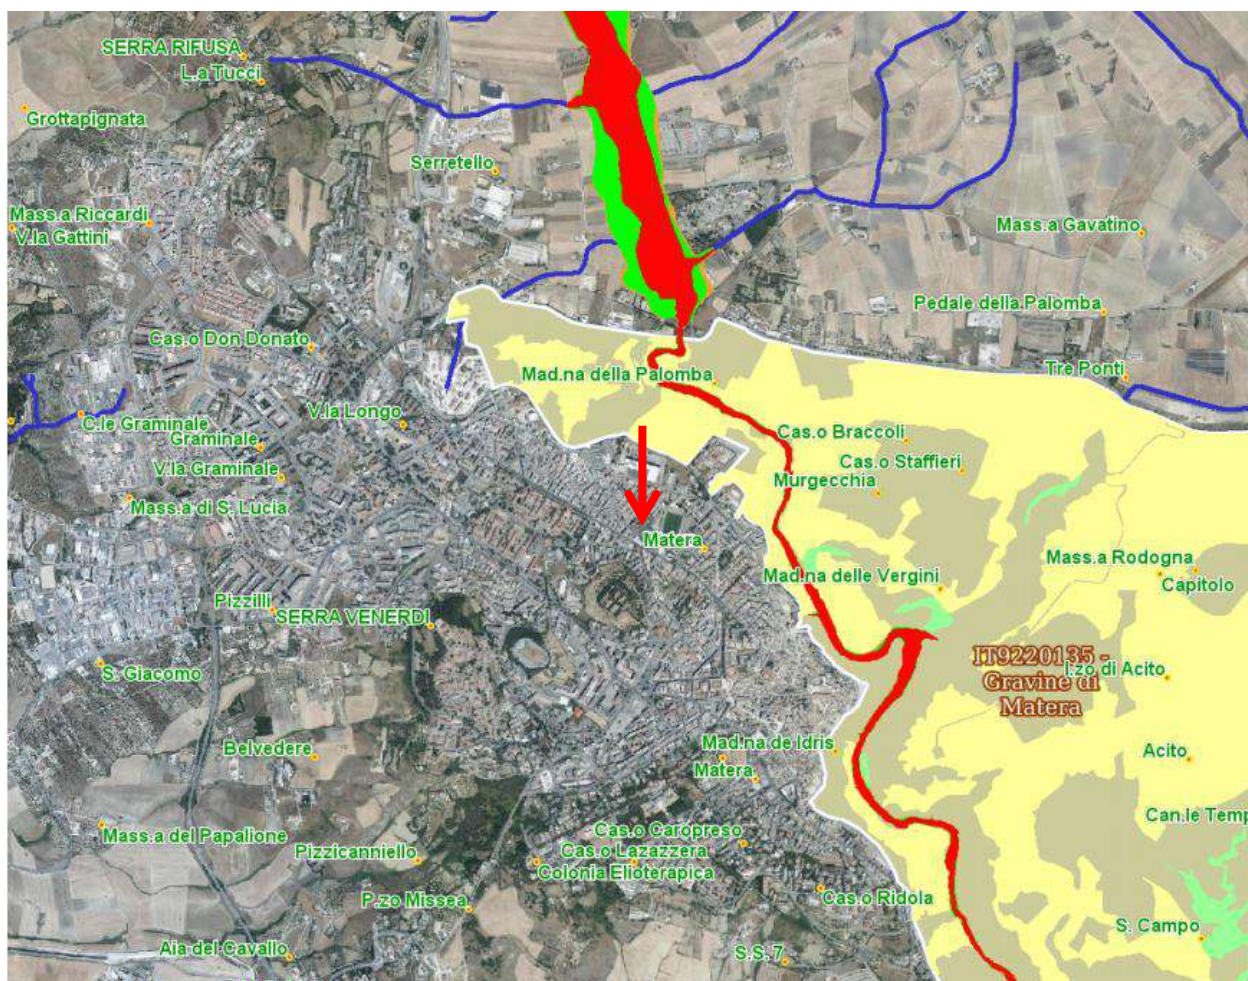 SERRA RIFUSA
L.a Tucci
Grottapignata
Serretello
Mass.a Riccardi
V.la Gattini
Mass.a Gavatino
Pedale della Palomba
Cas.o Don Donato
Mad.na della Palomba
Tre Ponti
C.le Graminale
V.la Longo
Graminale
Cas.o Braccoli
V.la Graminale
Cas.o Staffieri
Murgecchia
Mass.a di S. Lucia
Matera
Mass.a Rodogna
Mad.na delle Vergini
Capitolo
Pizzilli
SERRA VENERDI
IT9220135 -
Gravine di
Matera
I.zo di Acito
S. Giacomo
Belvedere
Mad.na de Idris
Acito
Matera
Can.le Temp
Mass.a del Papalione
Cas.o Caropreso
Pizzicanniello
Cas.o Lazazzera
Colonia Elioterapica
P.zo Missea
Cas.o Ridola
S. Campo
Aia del Cavallo
S.S. 7